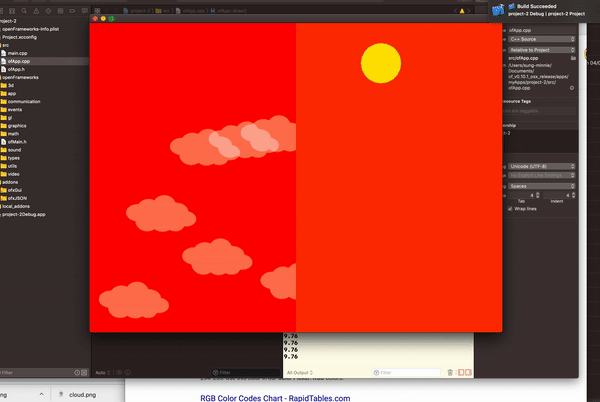 Build Succeeded
project-2 Debug | project-2 Project
project-2
openFrameworks-Info.plist
Project.xcconfig
src
main.cpp
ofApp.cpp
ofApp.h
openFrameworks
3d
app
communication
events
gl
graphics
math
ofMain.h
sound
types
utils
video
addons
ofxGui
ofxJSON
local_addons
project-2Debug.app
Filter
ofApp.cpp
C++ Source
Relative to Project
src/ofApp.cpp
/Users/
sung-minnie/
Documents/
of_v0.10.1_osx_release/apps/
myApps/project-2/src/
ofApp.cpp
Resource Tags
Unicode (UTF-8)
Spaces
4
4
Tab
Indent
Wrap lines
9.76
9.76
9.76
9.76
Auto
Filter
All Output
Filter
cloud.png
RGB Color Codes Chart - RapidTables.com